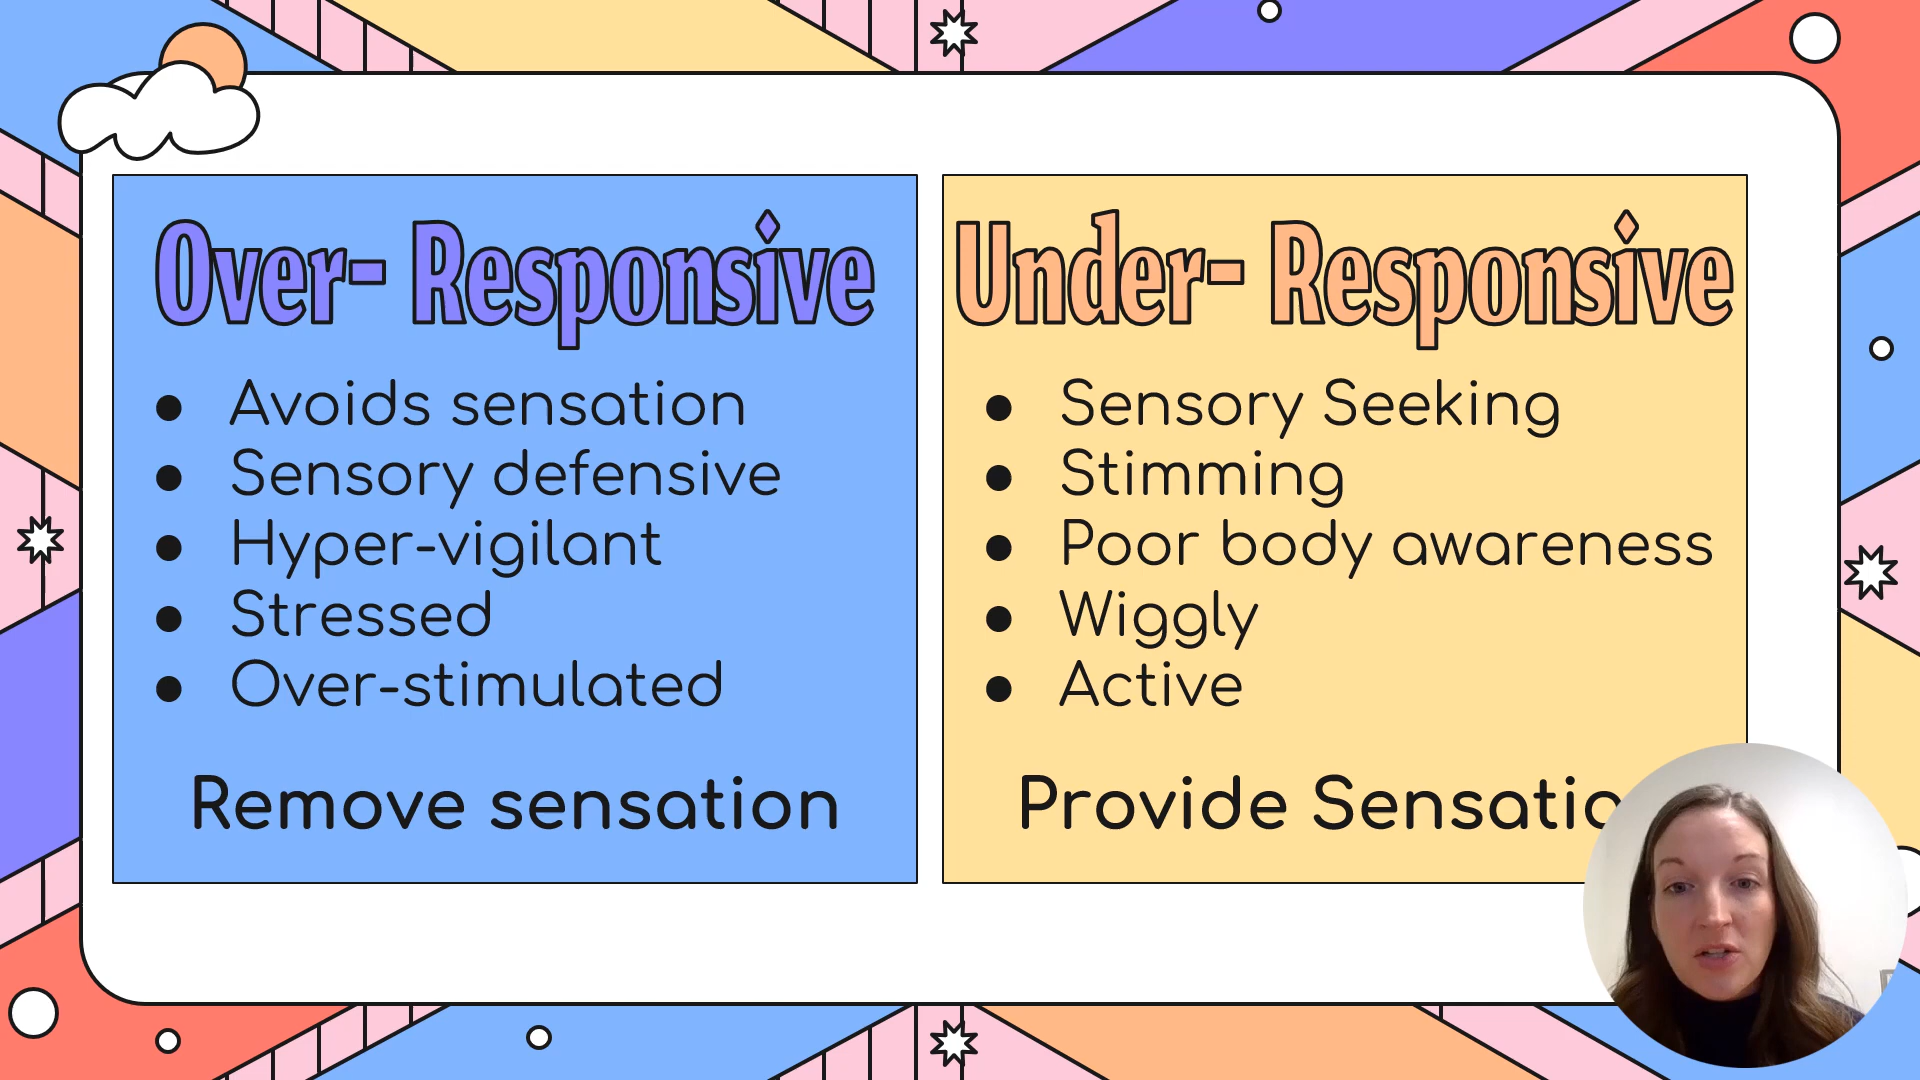 Over- Responsive
Avoids sensation
Sensory defensive
Hyper-vigilant
Stressed
Over-stimulated
Remove sensation
Under- Responsive
Sensory Seeking
Stimming
Poor body awareness
Wiggly
Active
Provide